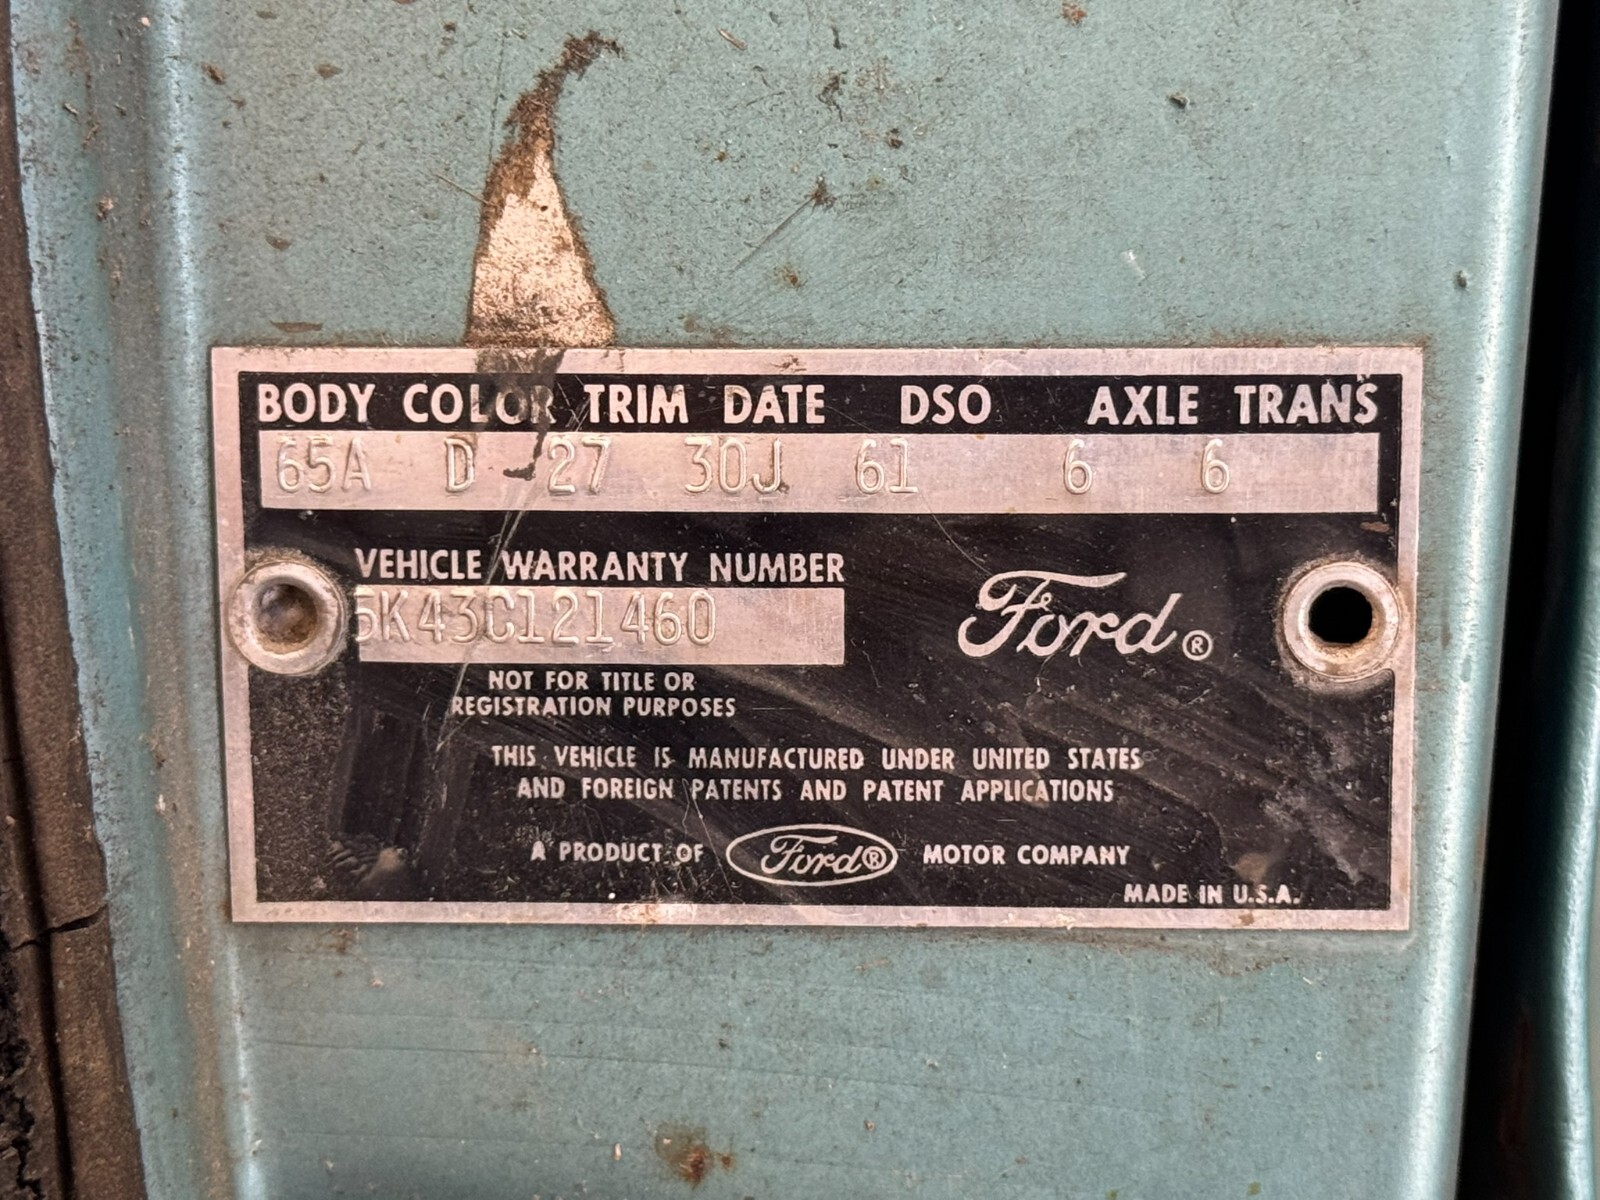 BODY COLOR TRIM DATE DSO AXLE TRANS
65A D 27 30J 61 6 6
VEHICLE WARRANTY NUMBER
5K43C121460
Ford ®
NOT FOR TITLE OR
REGISTRATION PURPOSES
THIS VEHICLE IS MANUFACTURED UNDER UNITED STATES
AND FOREIGN PATENTS AND PATENT APPLICATIONS
A PRODUCT OF Ford® MOTOR COMPANY
MADE IN U.S.A.